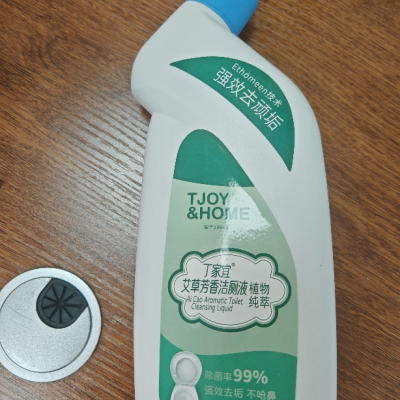 Ethomeen技术
强效去顽垢
TJOY
&HOME
丁家宜®
艾草芳香洁厕液
植物
纯萃
Ai Cao Aromatic Toilet
Cleansing Liquid
除菌率99%
强效去垢 不呛鼻